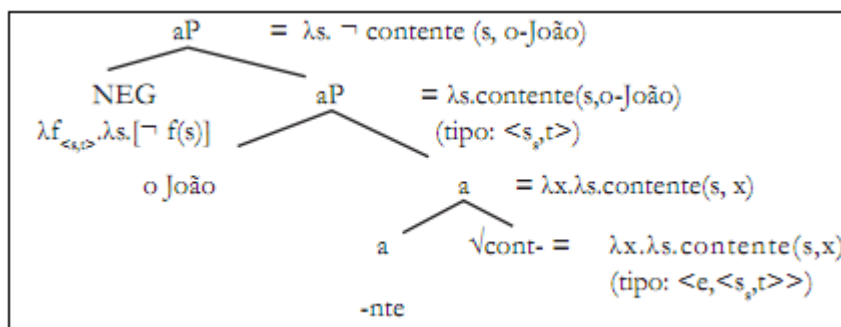 aP = λs. ¬ contente (s, o-João)
NEG aP = λs.contente(s,o-João)
λf<s,t>.λs.[¬ f(s)] (tipo: <sₛ,t>)
o João a = λx.λs.contente(s, x)
a √cont- = λx.λs.contente(s,x)
(tipo: <e,<sₛ,t>>)
-nte